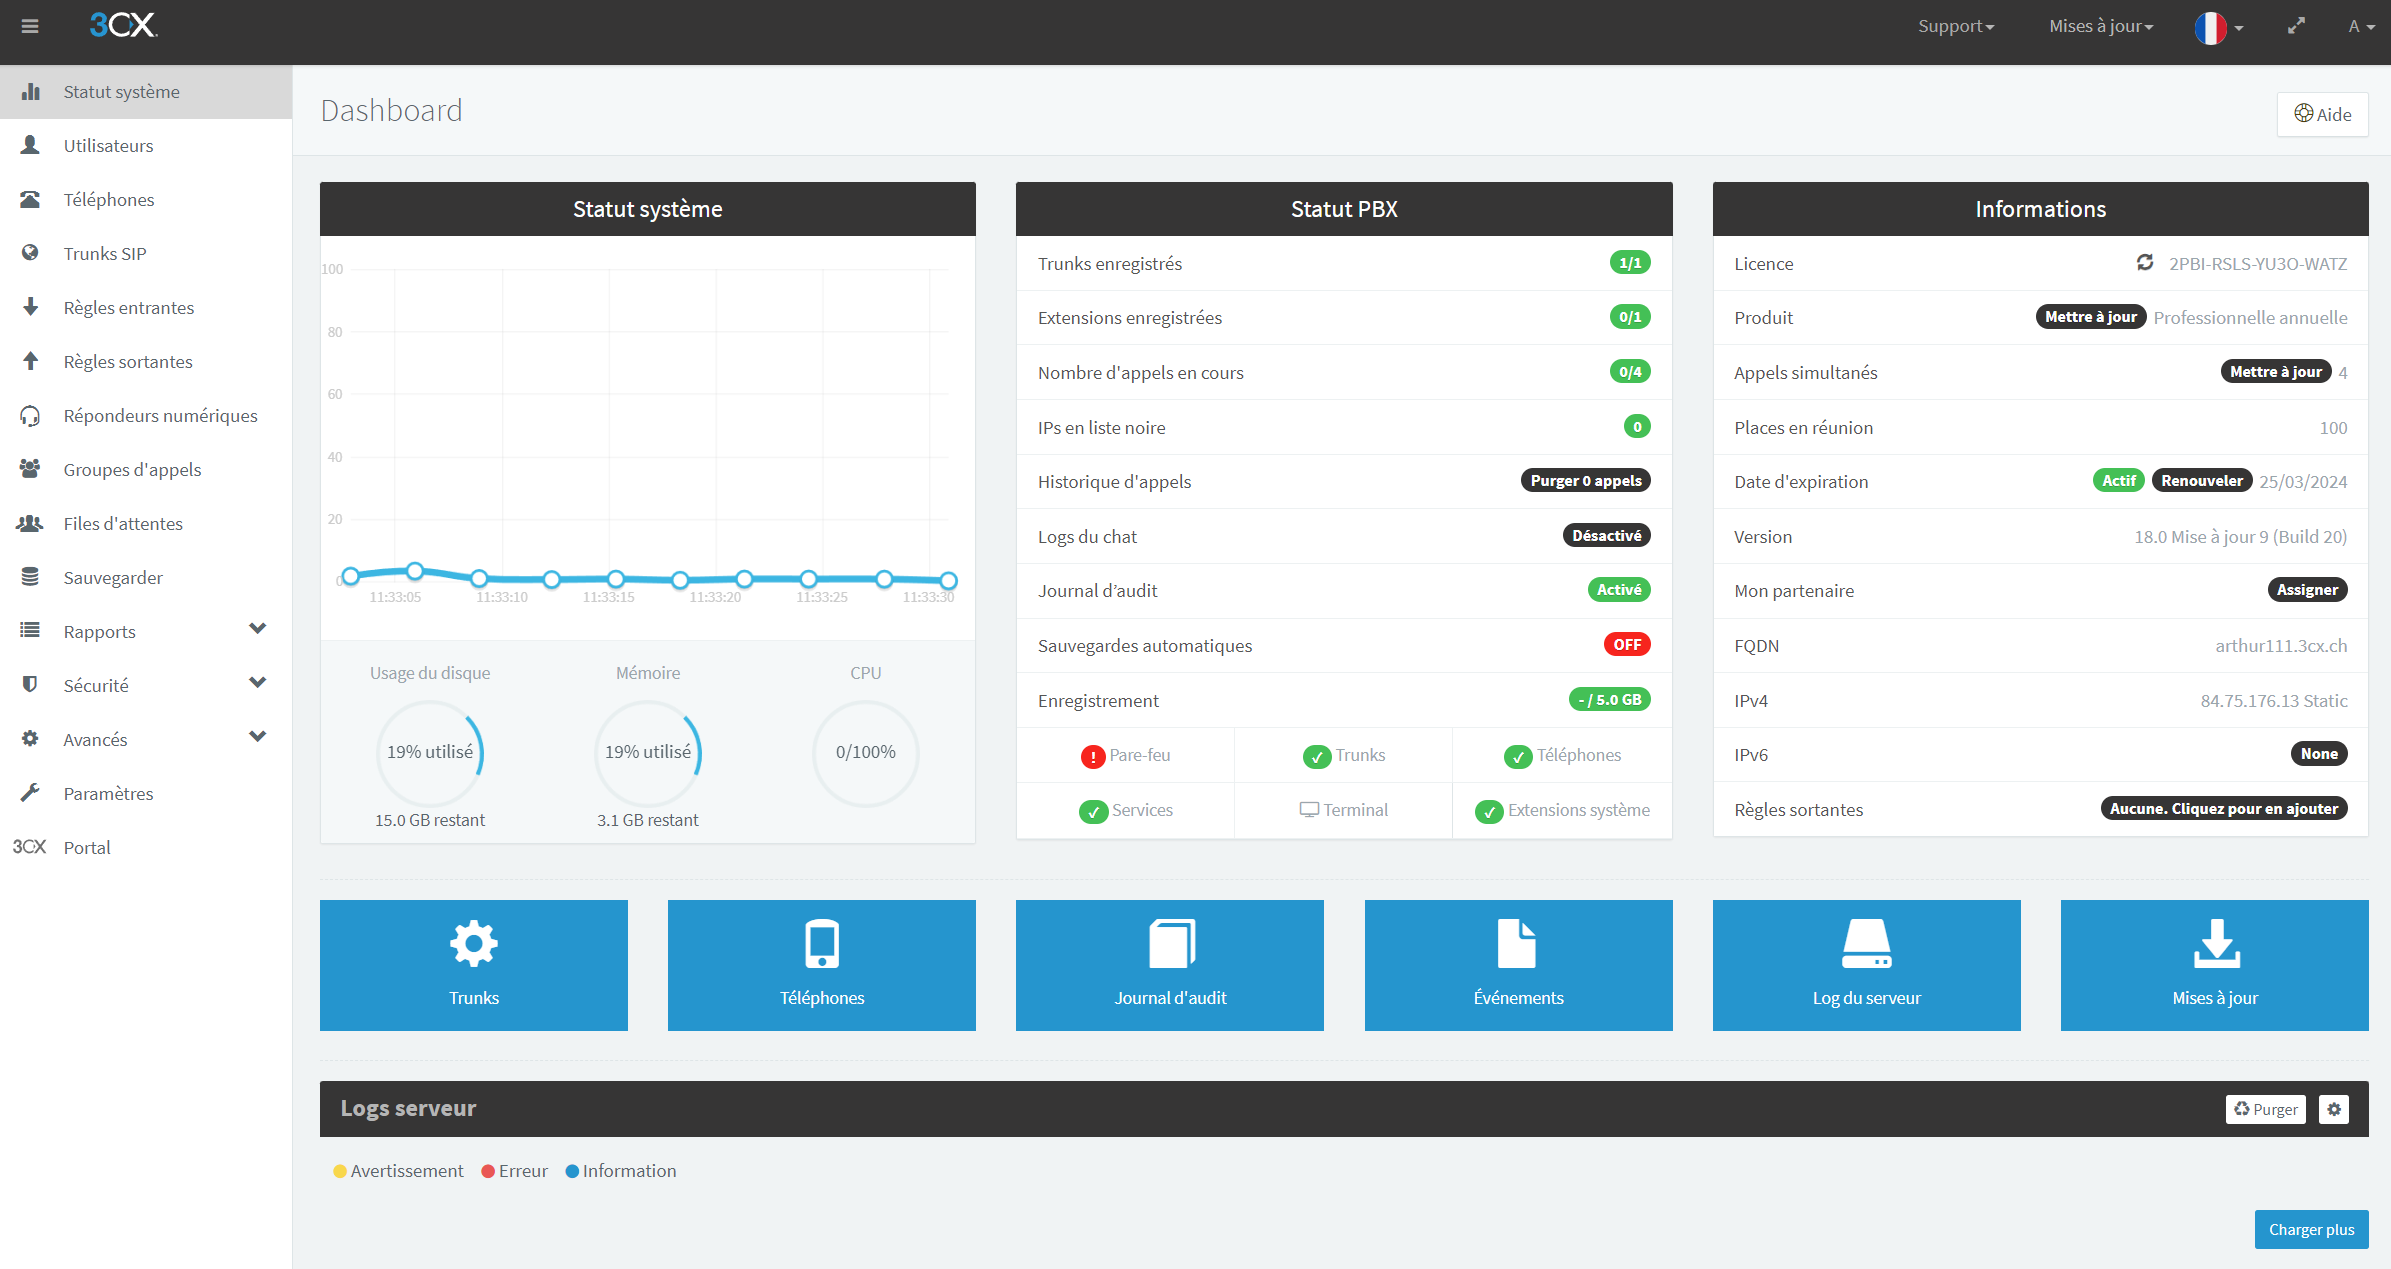 3CX
Support
Mises à jour
A
Statut système
Utilisateurs
Téléphones
Trunks SIP
Règles entrantes
Règles sortantes
Répondeurs numériques
Groupes d'appels
Files d'attentes
Sauvegarder
Rapports
Sécurité
Avancés
Paramètres
3CX Portal
Dashboard
Aide
Statut système
100
80
60
40
20
0
11:33:05 11:33:10 11:33:15 11:33:20 11:33:25 11:33:30
Usage du disque Mémoire CPU
19% utilisé 19% utilisé 0/100%
15.0 GB restant 3.1 GB restant
Statut PBX
Trunks enregistrés 1/1
Extensions enregistrées 0/1
Nombre d'appels en cours 0/4
IPs en liste noire 0
Historique d'appels Purger 0 appels
Logs du chat Désactivé
Journal d’audit Activé
Sauvegardes automatiques OFF
Enregistrement - / 5.0 GB
! Pare-feu Trunks Téléphones
Services Terminal Extensions système
Informations
Licence 2PBI-RSLS-YU3O-WATZ
Produit Mettre à jour Professionnelle annuelle
Appels simultanés Mettre à jour 4
Places en réunion 100
Date d'expiration Actif Renouveler 25/03/2024
Version 18.0 Mise à jour 9 (Build 20)
Mon partenaire Assigner
FQDN arthur111.3cx.ch
IPv4 84.75.176.13 Static
IPv6 None
Règles sortantes Aucune. Cliquez pour en ajouter
Trunks
Téléphones
Journal d'audit
Événements
Log du serveur
Mises à jour
Logs serveur
Purger
Avertissement Erreur Information
Charger plus